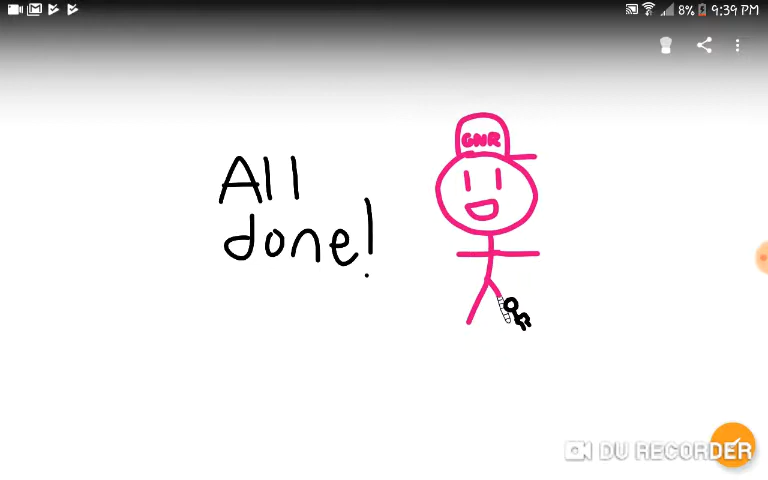 8% 9:39 PM
GNR
All
done!
DU RECORDER